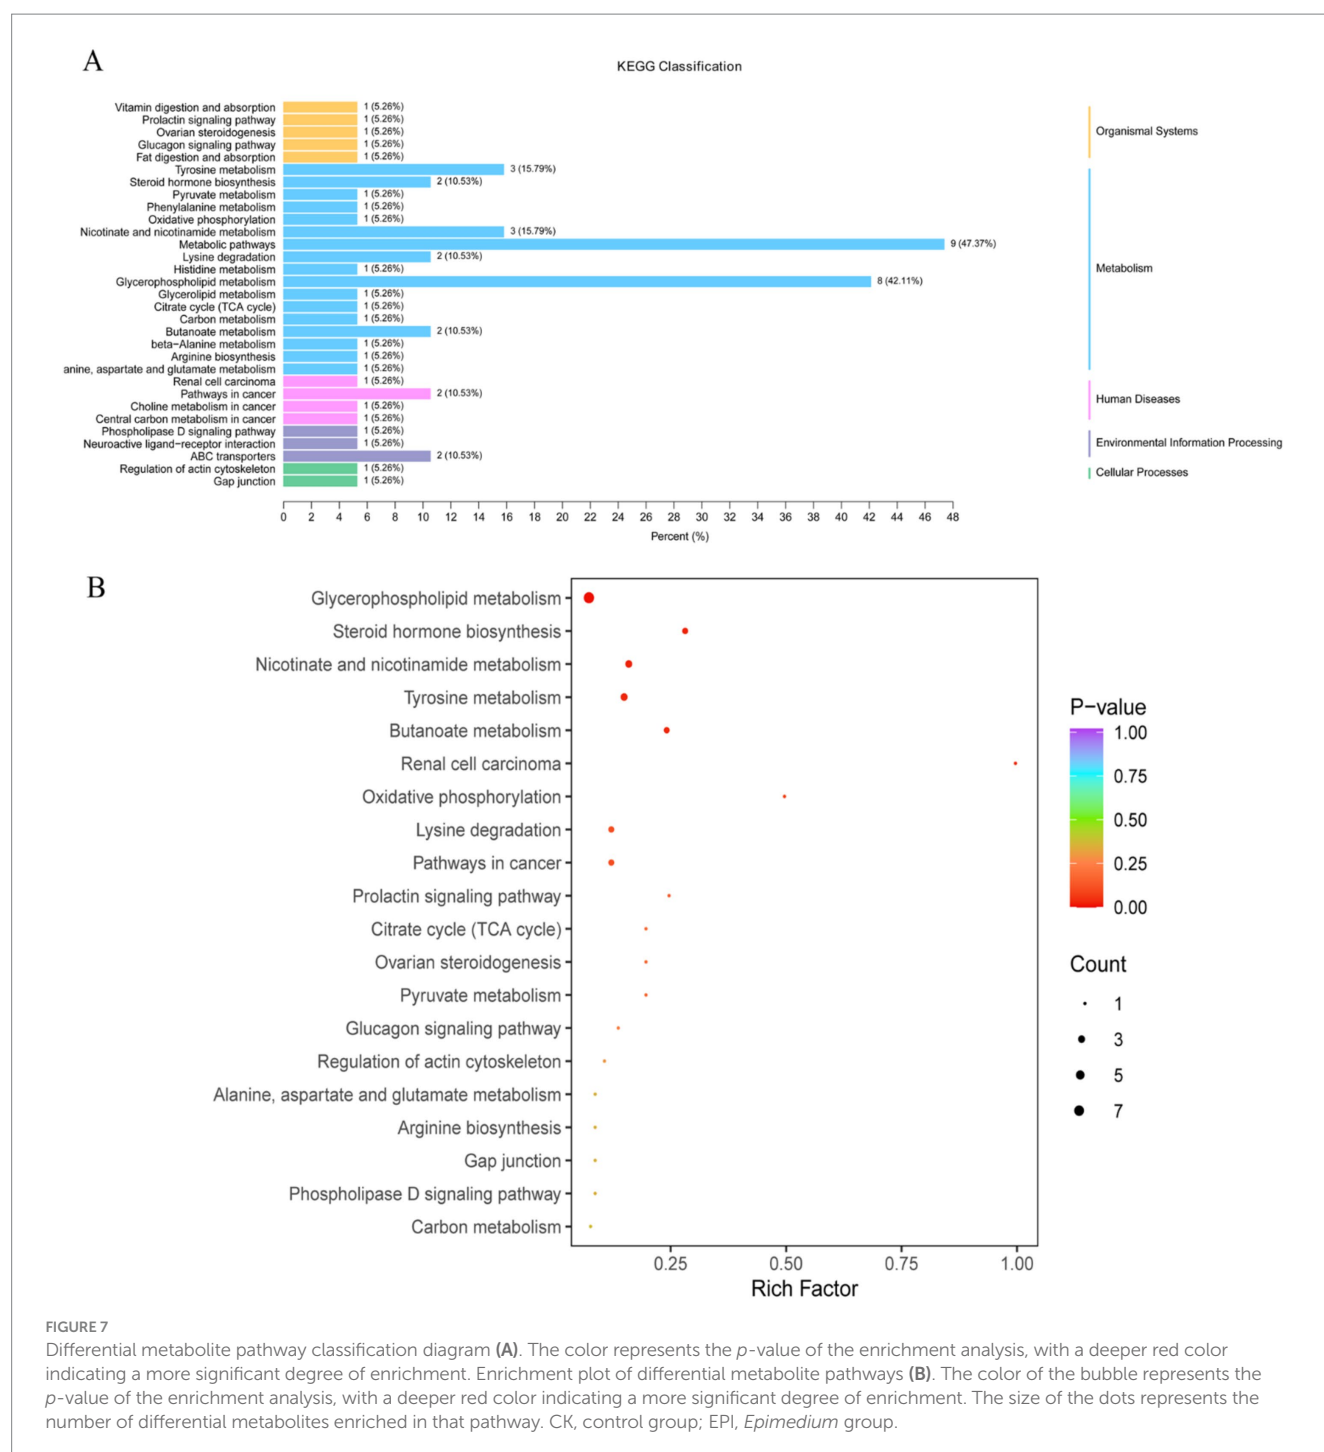 A
KEGG Classification
Vitamin digestion and absorption 1 (5.26%)
Prolactin signaling pathway 1 (5.26%)
Ovarian steroidogenesis 1 (5.26%)
Glucagon signaling pathway 1 (5.26%)
Fat digestion and absorption 1 (5.26%)
Tyrosine metabolism 3 (15.79%)
Steroid hormone biosynthesis 2 (10.53%)
Pyruvate metabolism 1 (5.26%)
Phenylalanine metabolism 1 (5.26%)
Oxidative phosphorylation 1 (5.26%)
Nicotinate and nicotinamide metabolism 3 (15.79%)
Metabolic pathways 9 (47.37%)
Lysine degradation 2 (10.53%)
Histidine metabolism 1 (5.26%)
Glycerophospholipid metabolism 8 (42.11%)
Glycerolipid metabolism 1 (5.26%)
Citrate cycle (TCA cycle) 1 (5.26%)
Carbon metabolism 1 (5.26%)
Butanoate metabolism 2 (10.53%)
beta−Alanine metabolism 1 (5.26%)
Arginine biosynthesis 1 (5.26%)
anine, aspartate and glutamate metabolism 1 (5.26%)
Renal cell carcinoma 1 (5.26%)
Pathways in cancer 2 (10.53%)
Choline metabolism in cancer 1 (5.26%)
Central carbon metabolism in cancer 1 (5.26%)
Phospholipase D signaling pathway 1 (5.26%)
Neuroactive ligand−receptor interaction 1 (5.26%)
ABC transporters 2 (10.53%)
Regulation of actin cytoskeleton 1 (5.26%)
Gap junction 1 (5.26%)
Organismal Systems
Metabolism
Human Diseases
Environmental Information Processing
Cellular Processes
0 2 4 6 8 10 12 14 16 18 20 22 24 26 28 30 32 34 36 38 40 42 44 46 48
Percent (%)
B
Glycerophospholipid metabolism
Steroid hormone biosynthesis
Nicotinate and nicotinamide metabolism
Tyrosine metabolism
Butanoate metabolism
Renal cell carcinoma
Oxidative phosphorylation
Lysine degradation
Pathways in cancer
Prolactin signaling pathway
Citrate cycle (TCA cycle)
Ovarian steroidogenesis
Pyruvate metabolism
Glucagon signaling pathway
Regulation of actin cytoskeleton
Alanine, aspartate and glutamate metabolism
Arginine biosynthesis
Gap junction
Phospholipase D signaling pathway
Carbon metabolism
0.25 0.50 0.75 1.00
Rich Factor
P−value
1.00
0.75
0.50
0.25
0.00
Count
1
3
5
7
FIGURE 7
Differential metabolite pathway classification diagram (A). The color represents the p-value of the enrichment analysis, with a deeper red color
indicating a more significant degree of enrichment. Enrichment plot of differential metabolite pathways (B). The color of the bubble represents the
p-value of the enrichment analysis, with a deeper red color indicating a more significant degree of enrichment. The size of the dots represents the
number of differential metabolites enriched in that pathway. CK, control group; EPI, Epimedium group.